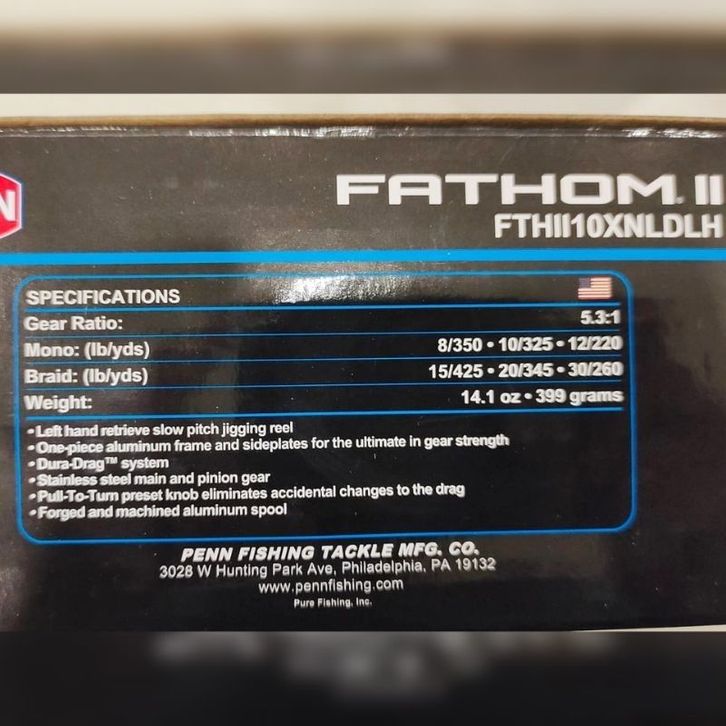 N
FATHOM. II
FTHII10XNLDLH
SPECIFICATIONS
Gear Ratio: 5.3:1
Mono: (lb/yds) 8/350 • 10/325 • 12/220
Braid: (lb/yds) 15/425 • 20/345 • 30/260
Weight: 14.1 oz • 399 grams
• Left hand retrieve slow pitch jigging reel
• One-piece aluminum frame and sideplates for the ultimate in gear strength
• Dura-Drag™ system
• Stainless steel main and pinion gear
• Pull-To-Turn preset knob eliminates accidental changes to the drag
• Forged and machined aluminum spool
PENN FISHING TACKLE MFG. CO.
3028 W Hunting Park Ave, Philadelphia, PA 19132
www.pennfishing.com
Pure Fishing, Inc.